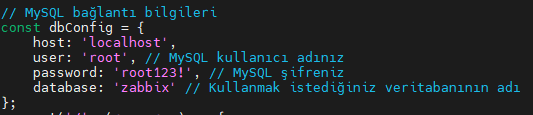 // MySQL bağlantı bilgileri
const dbConfig = {
    host: 'localhost',
    user: 'root', // MySQL kullanıcı adınız
    password: 'root123!', // MySQL şifreniz
    database: 'zabbix' // Kullanmak istediğiniz veritabanının adı
};